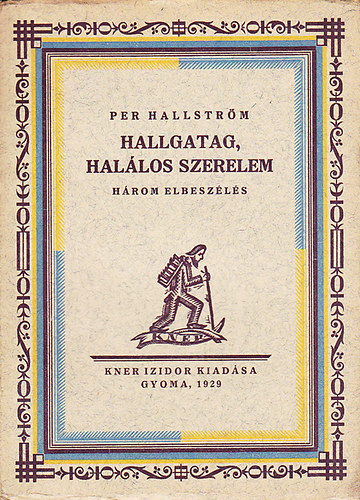 PER HALLSTRÖM
HALLGATAG,
HALÁLOS SZERELEM
HÁROM ELBESZÉLÉS
KNER
KNER IZIDOR KIADÁSA
GYOMA, 1929